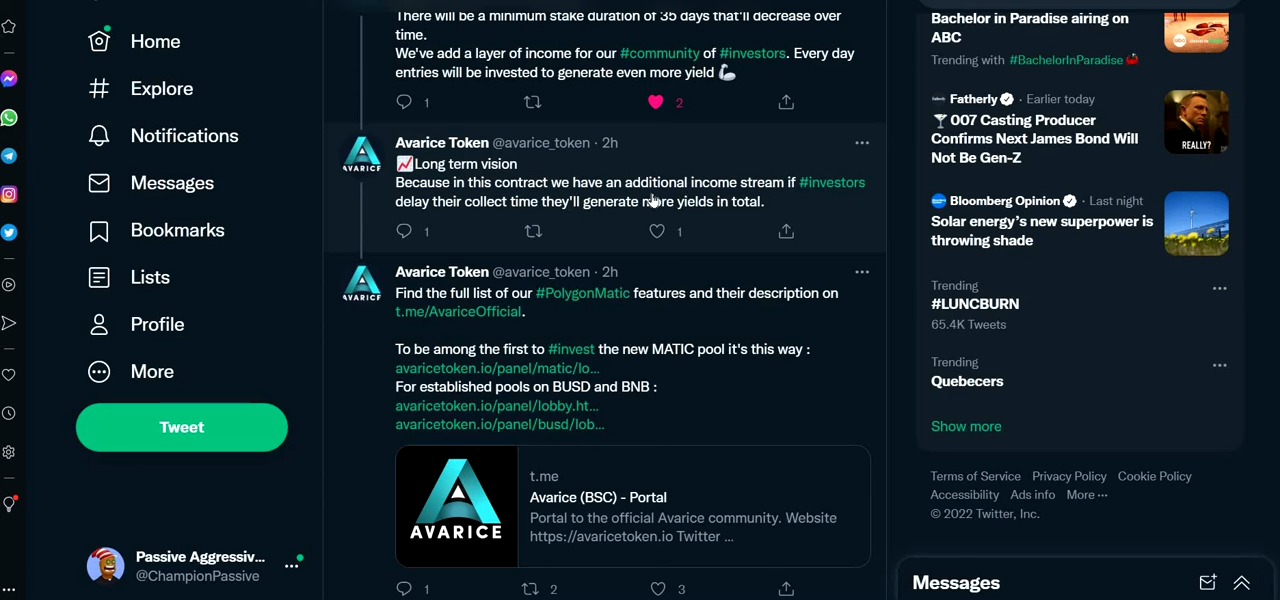 Home
Explore
Notifications
Messages
Bookmarks
Lists
Profile
More
Tweet
Passive Aggressiv...
@ChampionPassive
There will be a minimum stake duration of 35 days that'll decrease over
time.
We've add a layer of income for our #community of #investors. Every day
entries will be invested to generate even more yield
1
2
Avarice Token @avarice_token · 2h
Long term vision
Because in this contract we have an additional income stream if #investors
delay their collect time they'll generate more yields in total.
1
1
AVARICE
Avarice Token @avarice_token · 2h
Find the full list of our #PolygonMatic features and their description on
t.me/AvariceOfficial.
To be among the first to #invest the new MATIC pool it's this way :
avaricetoken.io/panel/matic/lo...
For established pools on BUSD and BNB :
avaricetoken.io/panel/lobby.ht...
avaricetoken.io/panel/busd/lob...
AVARICE
AVARICE
t.me
Avarice (BSC) - Portal
Portal to the official Avarice community. Website
https://avaricetoken.io Twitter ...
1
2
3
Bachelor in Paradise airing on
ABC
Trending with #BachelorInParadise
abc
Fatherly · Earlier today
007 Casting Producer
Confirms Next James Bond Will
Not Be Gen-Z
REALLY?
Bloomberg Opinion · Last night
Solar energy's new superpower is
throwing shade
Trending
#LUNCBURN
65.4K Tweets
Trending
Quebecers
Show more
Terms of Service Privacy Policy Cookie Policy
Accessibility Ads info More ···
© 2022 Twitter, Inc.
Messages